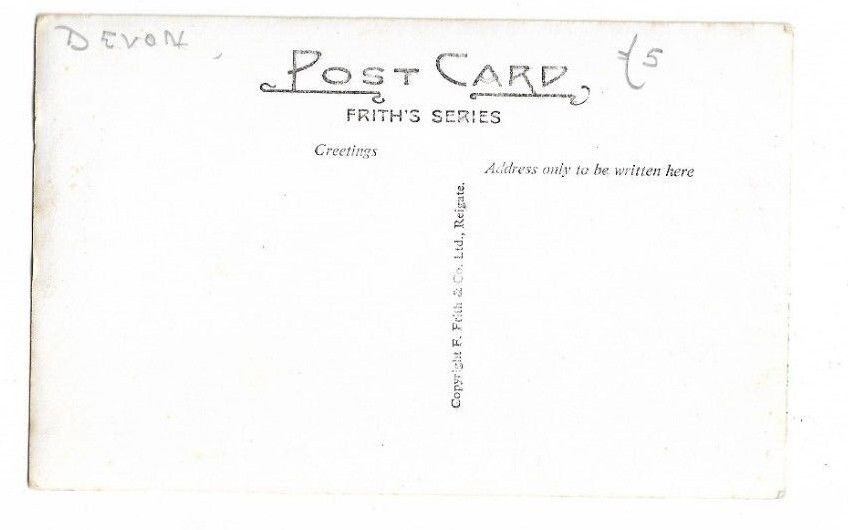 DEVON
£5
POST CARD
FRITH'S SERIES
Greetings
Address only to be written here
Copyright F. Frith & Co. Ltd., Reigate.